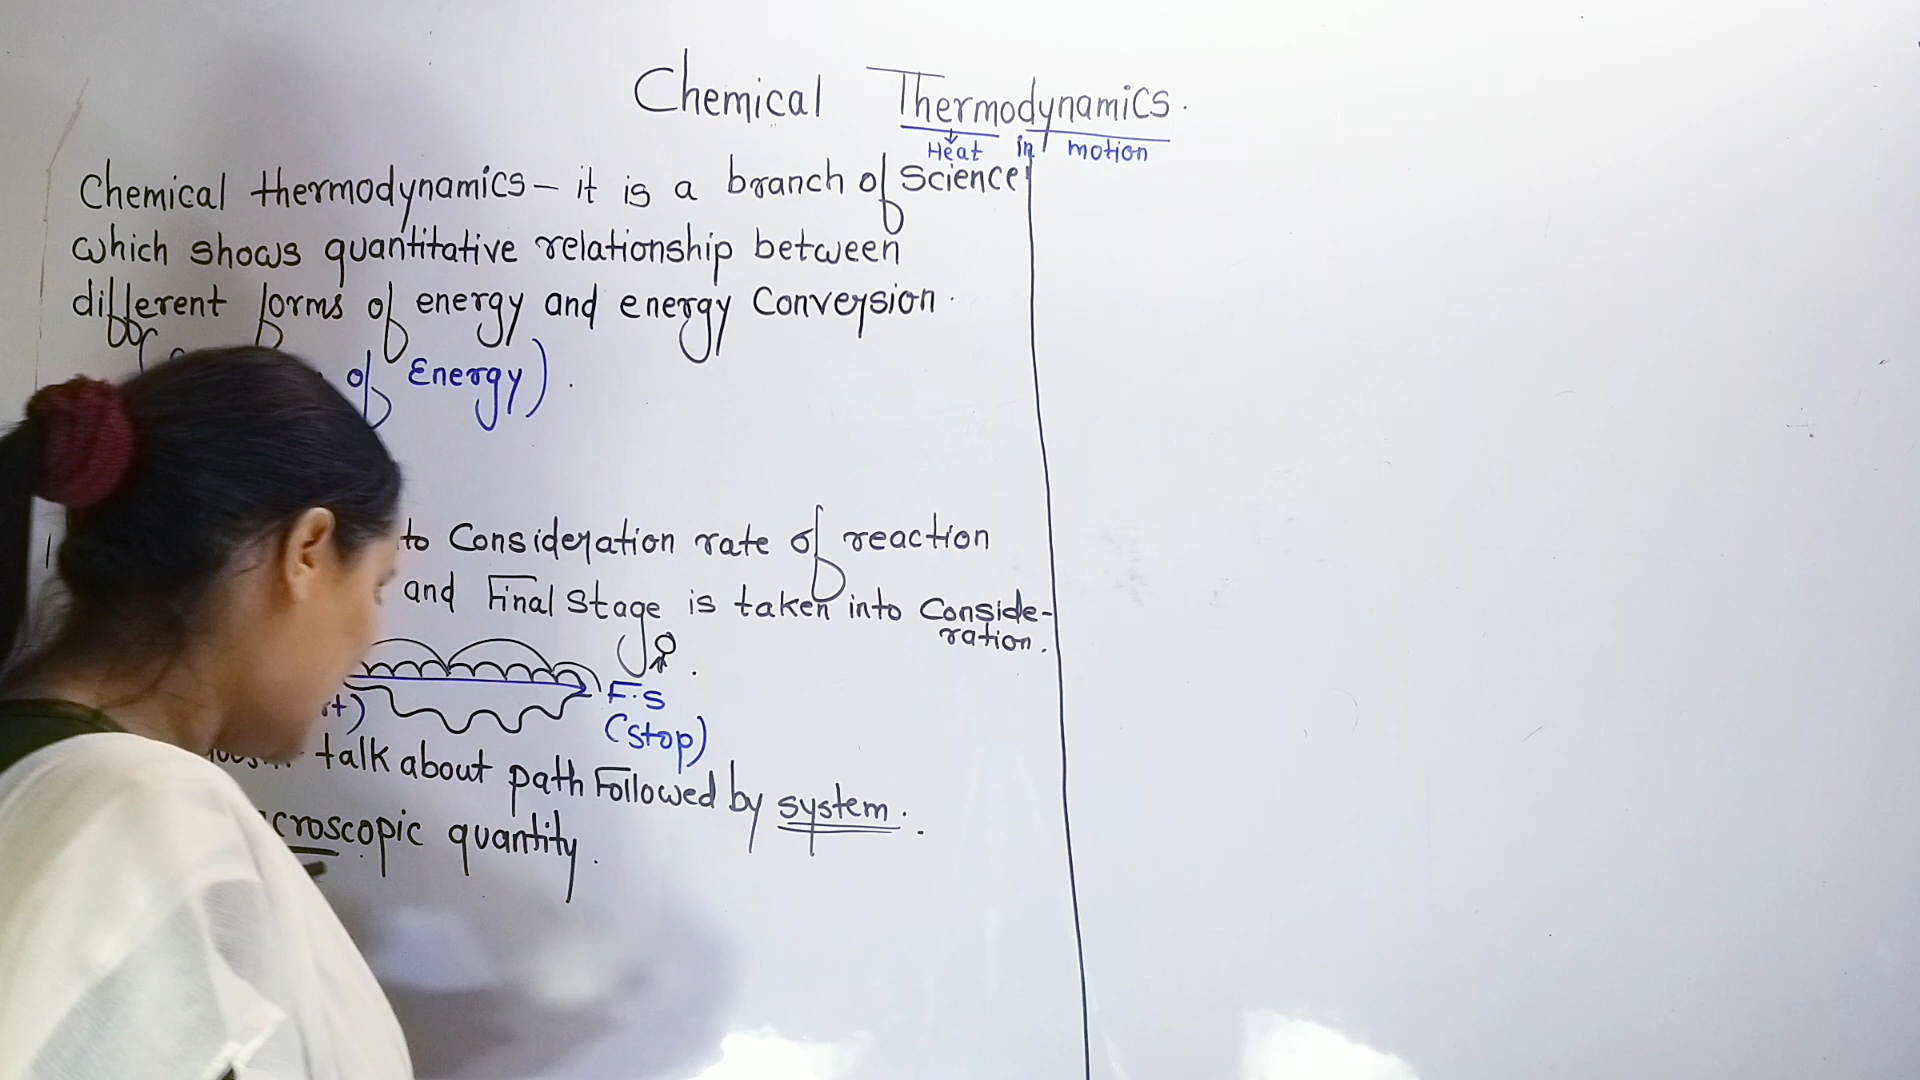 Chemical Thermodynamics.
Heat in motion
Chemical thermodynamics - it is a branch of Science
which shows quantitative relationship between
different forms of energy and energy Conversion.
of Energy).
to Consideration rate of reaction
and Final stage is taken into Conside-
ration.
F.S
(stop)
talk about path Followed by system.
quantity.